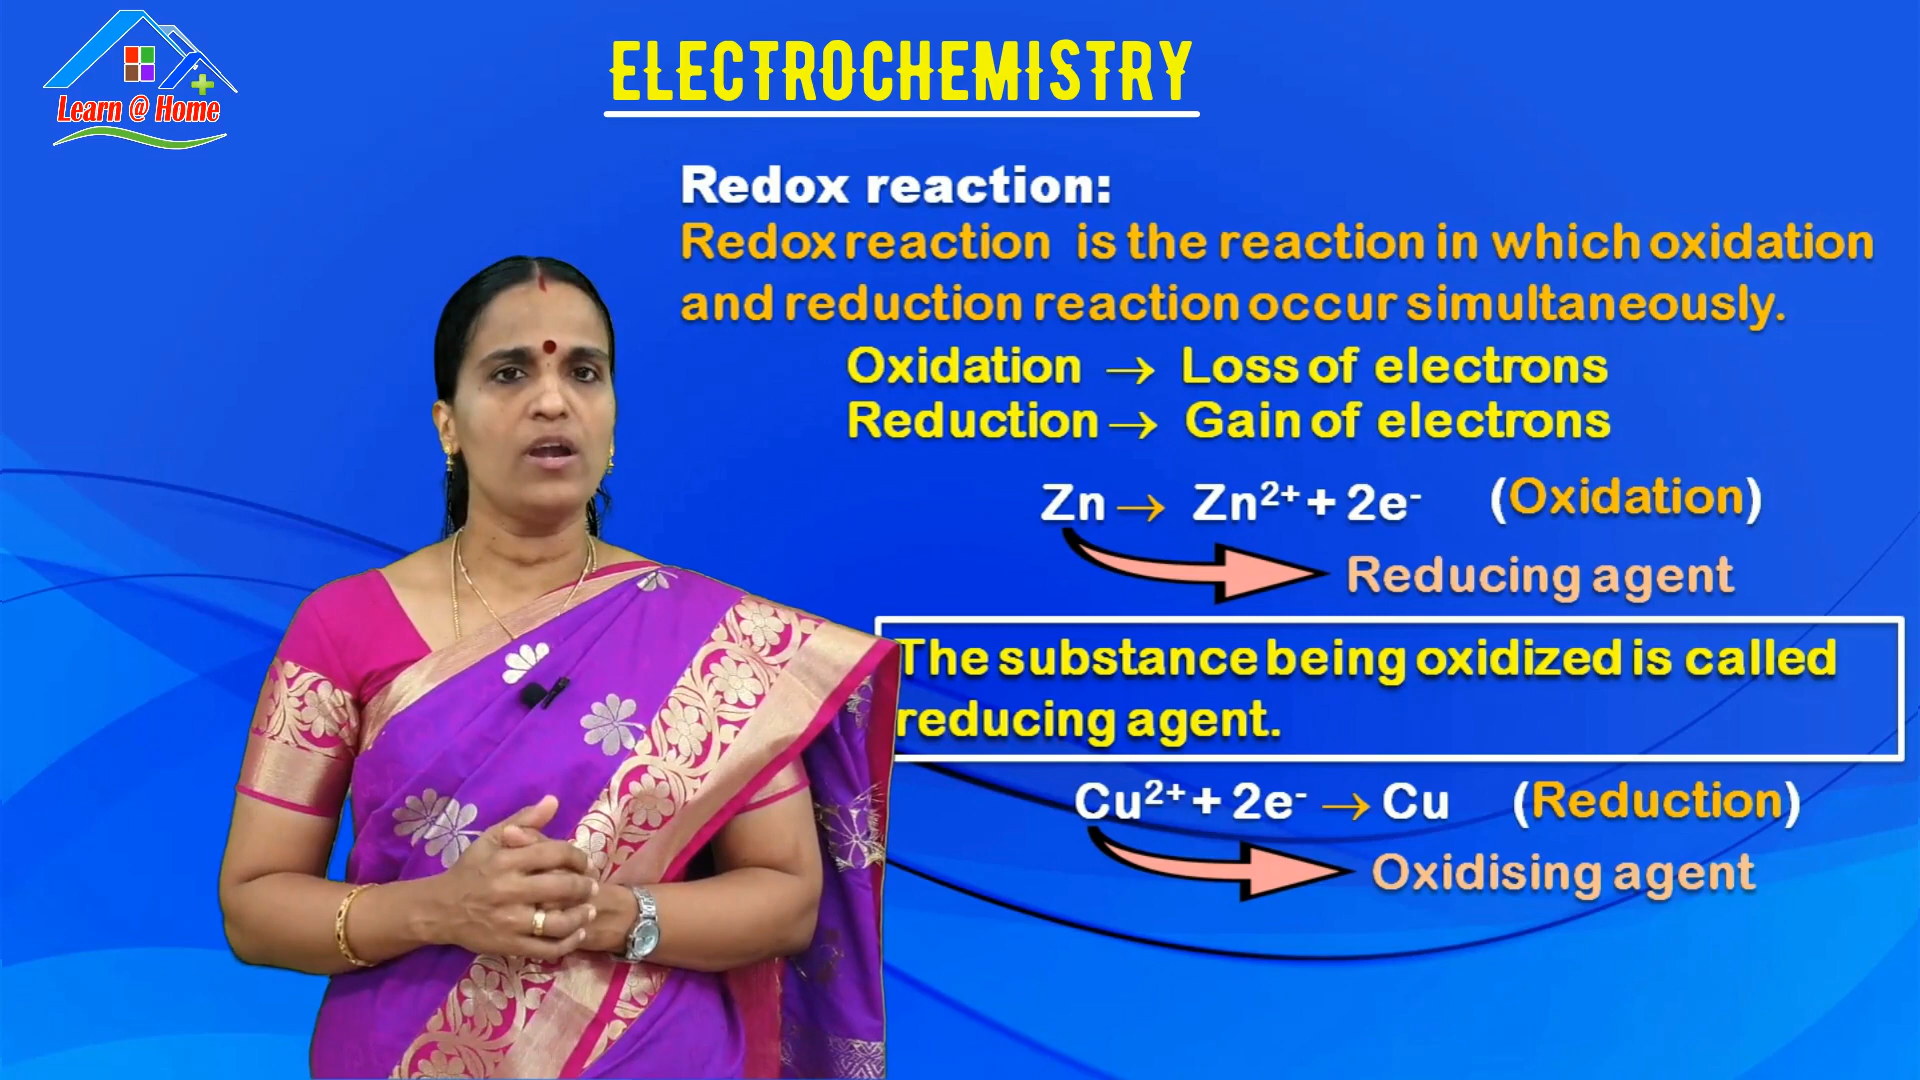 Learn @ Home
ELECTROCHEMISTRY
Redox reaction:
Redox reaction is the reaction in which oxidation
and reduction reaction occur simultaneously.
Oxidation → Loss of electrons
Reduction → Gain of electrons
Zn → Zn²⁺ + 2e⁻ (Oxidation)
Reducing agent
The substance being oxidized is called
reducing agent.
Cu²⁺ + 2e⁻ → Cu (Reduction)
Oxidising agent